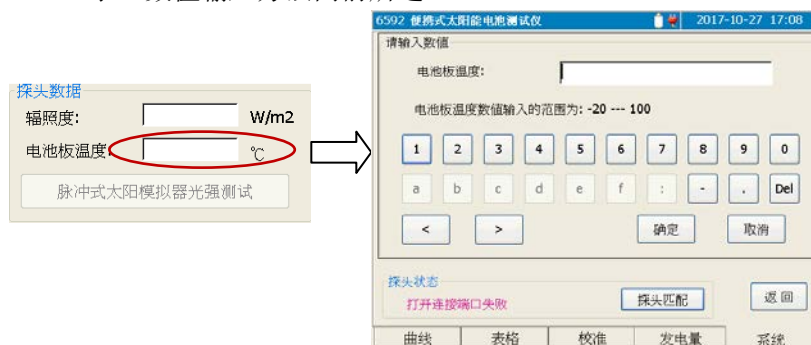 探头数据
辐照度: W/m2
电池板温度: ℃
脉冲式太阳模拟器光强测试
6592 便携式太阳能电池测试仪 2017-10-27 17:08
请输入数值
电池板温度:
电池板温度数值输入的范围为: -20 --- 100
1 2 3 4 5 6 7 8 9 0
a b c d e f : - . Del
< > 确定 取消
探头状态
打开连接端口失败 探头匹配 返回
曲线 表格 校准 发电量 系统